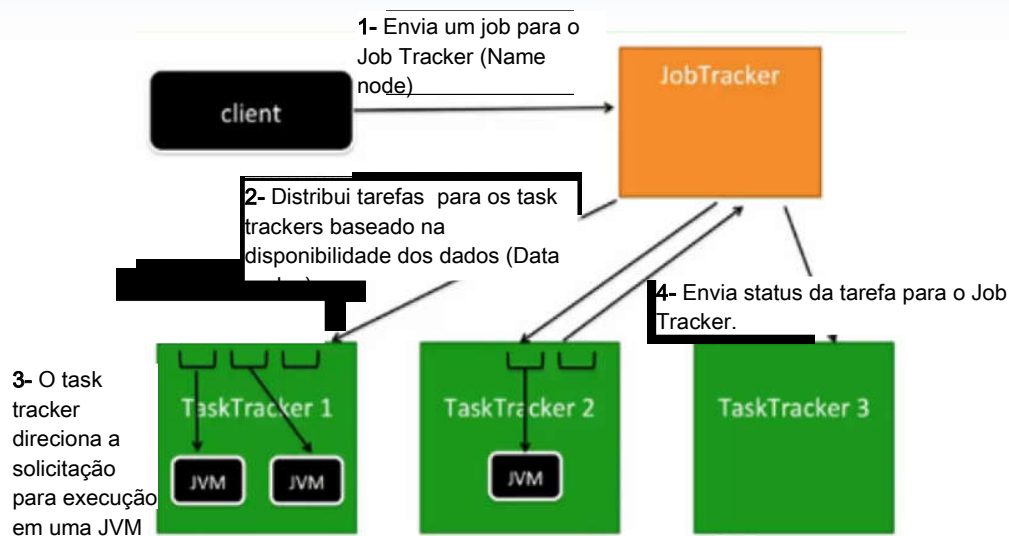 1- Envia um job para o
Job Tracker (Name
node)
JobTracker
client
2- Distribui tarefas para os task
trackers baseado na
disponibilidade dos dados (Data
4- Envia status da tarefa para o Job
Tracker.
3- O task
tracker
direciona a
solicitação
para execução
em uma JVM
TaskTracker 1
JVM
JVM
TaskTracker 2
JVM
TaskTracker 3